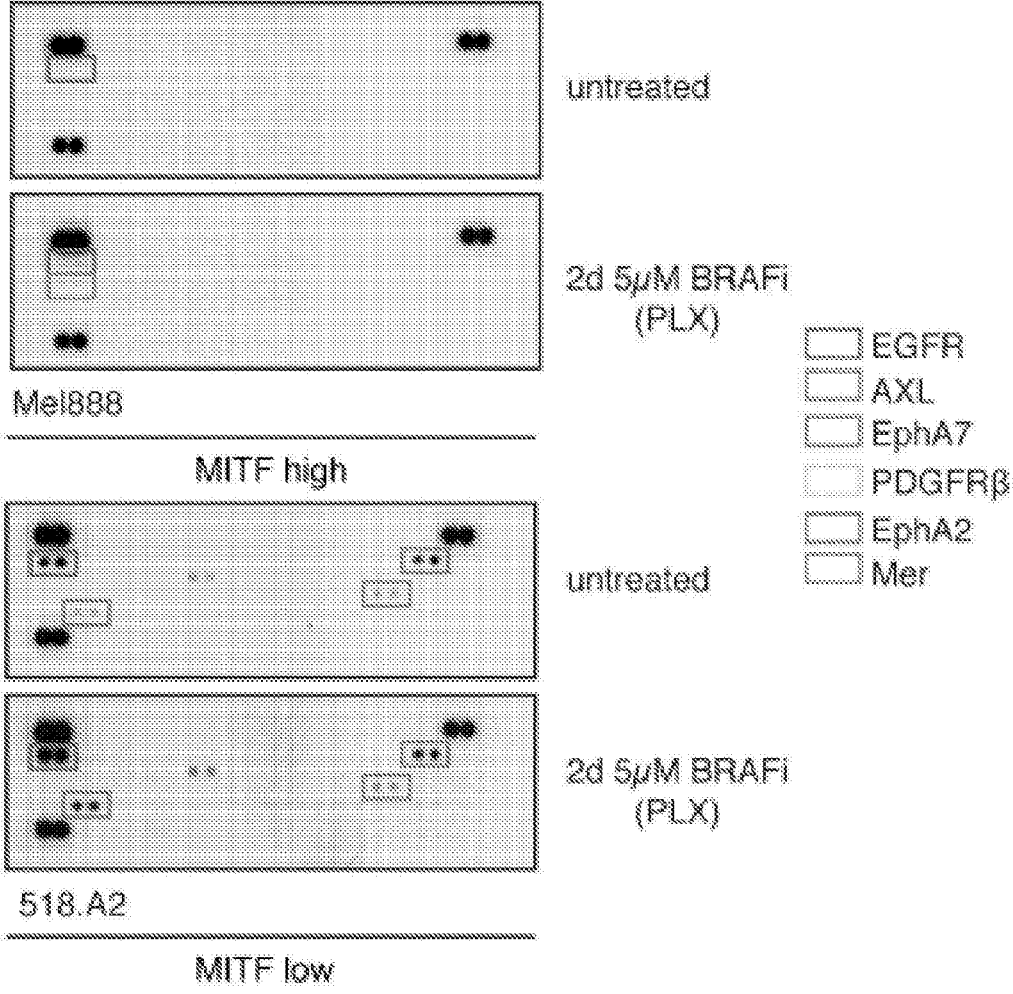 untreated
2d 5µM BRAFi
(PLX)
Mel888
MITF high
EGFR
AXL
EphA7
PDGFRβ
EphA2
Mer
untreated
2d 5µM BRAFi
(PLX)
518.A2
MITF low